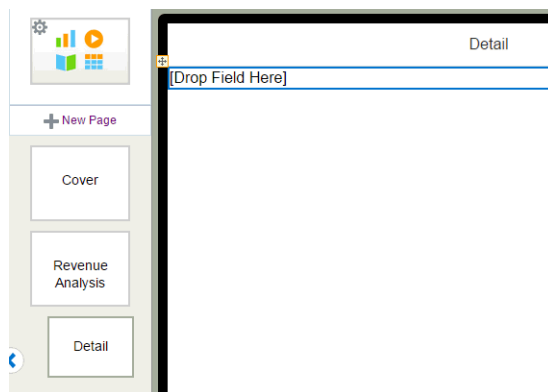 Detail
[Drop Field Here]
New Page
Cover
Revenue
Analysis
Detail